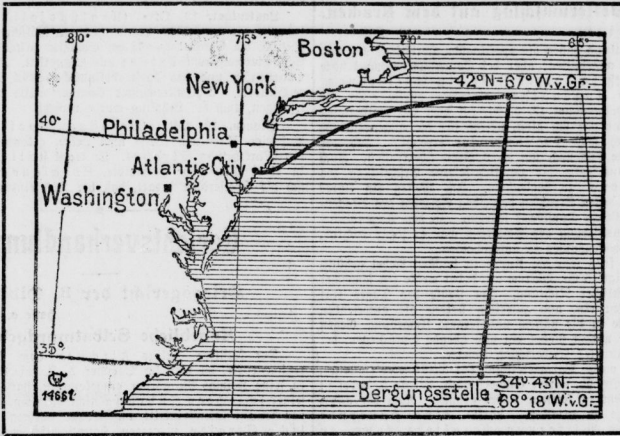 80°
75°
70°
65°
Boston
42°N=67°W.v.Gr.
New York
40°
Philadelphia
Atlantic City
Washington
35°
14651
34° 43'N.
Bergungsstelle
68° 18'W.v.G.